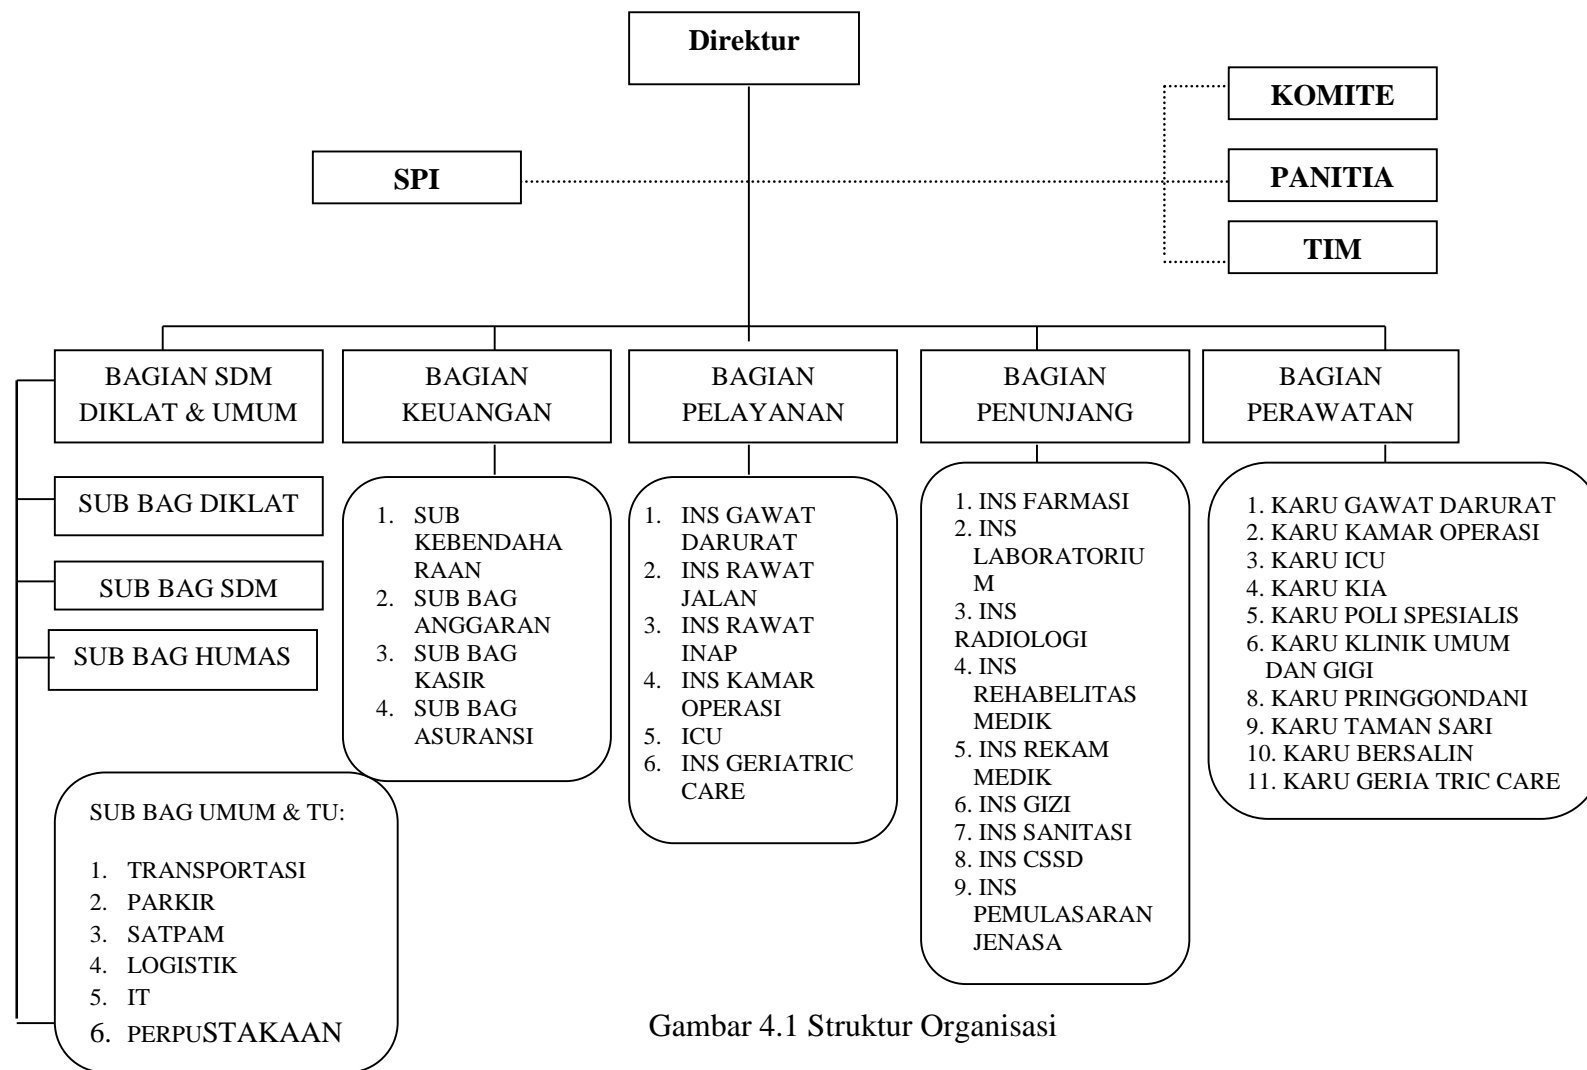 Direktur
KOMITE
SPI
PANITIA
TIM
BAGIAN SDM
DIKLAT & UMUM
BAGIAN
KEUANGAN
BAGIAN
PELAYANAN
BAGIAN
PENUNJANG
BAGIAN
PERAWATAN
SUB BAG DIKLAT
SUB BAG SDM
SUB BAG HUMAS
SUB BAG UMUM & TU:
1. TRANSPORTASI
2. PARKIR
3. SATPAM
4. LOGISTIK
5. IT
6. PERPUSTAKAAN
1. SUB
KEBENDAHA
RAAN
2. SUB BAG
ANGGARAN
3. SUB BAG
KASIR
4. SUB BAG
ASURANSI
1. INS GAWAT
DARURAT
2. INS RAWAT
JALAN
3. INS RAWAT
INAP
4. INS KAMAR
OPERASI
5. ICU
6. INS GERIATRIC
CARE
1. INS FARMASI
2. INS
LABORATORIU
M
3. INS
RADIOLOGI
4. INS
REHABELITAS
MEDIK
5. INS REKAM
MEDIK
6. INS GIZI
7. INS SANITASI
8. INS CSSD
9. INS
PEMULASARAN
JENASA
1. KARU GAWAT DARURAT
2. KARU KAMAR OPERASI
3. KARU ICU
4. KARU KIA
5. KARU POLI SPESIALIS
6. KARU KLINIK UMUM
DAN GIGI
8. KARU PRINGGONDANI
9. KARU TAMAN SARI
10. KARU BERSALIN
11. KARU GERIA TRIC CARE
Gambar 4.1 Struktur Organisasi